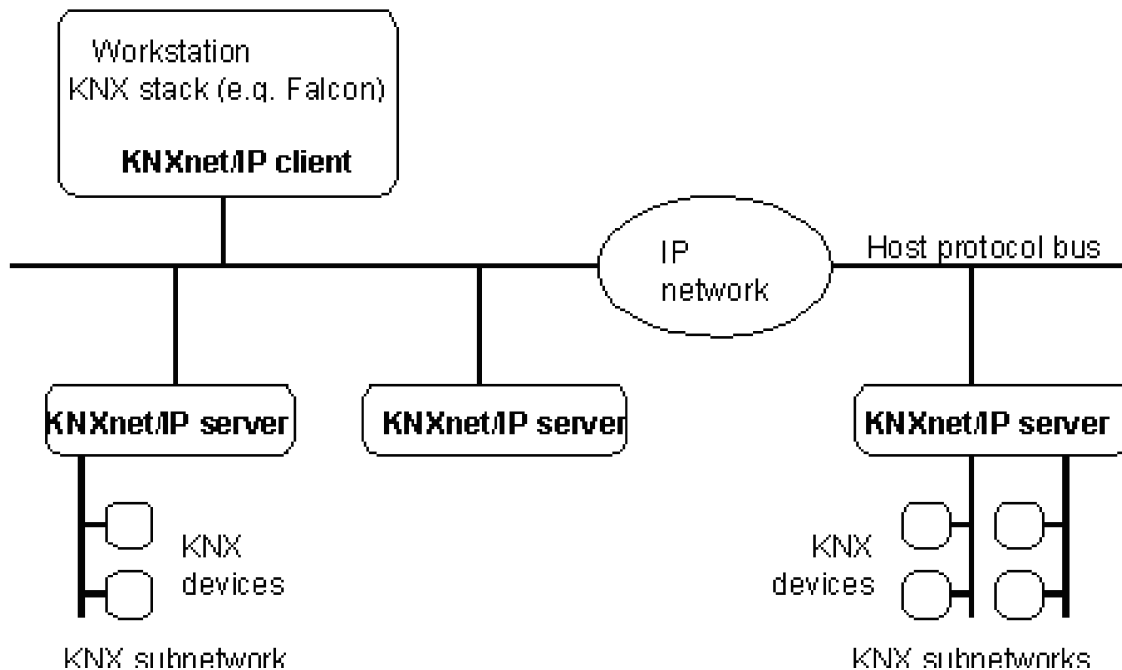 Workstation
KNX stack (e.g. Falcon)
KNXnet/IP client
IP
network
Host protocol bus
KNXnet/IP server
KNXnet/IP server
KNXnet/IP server
KNX
devices
KNX
devices
KNX subnetwork
KNX subnetworks